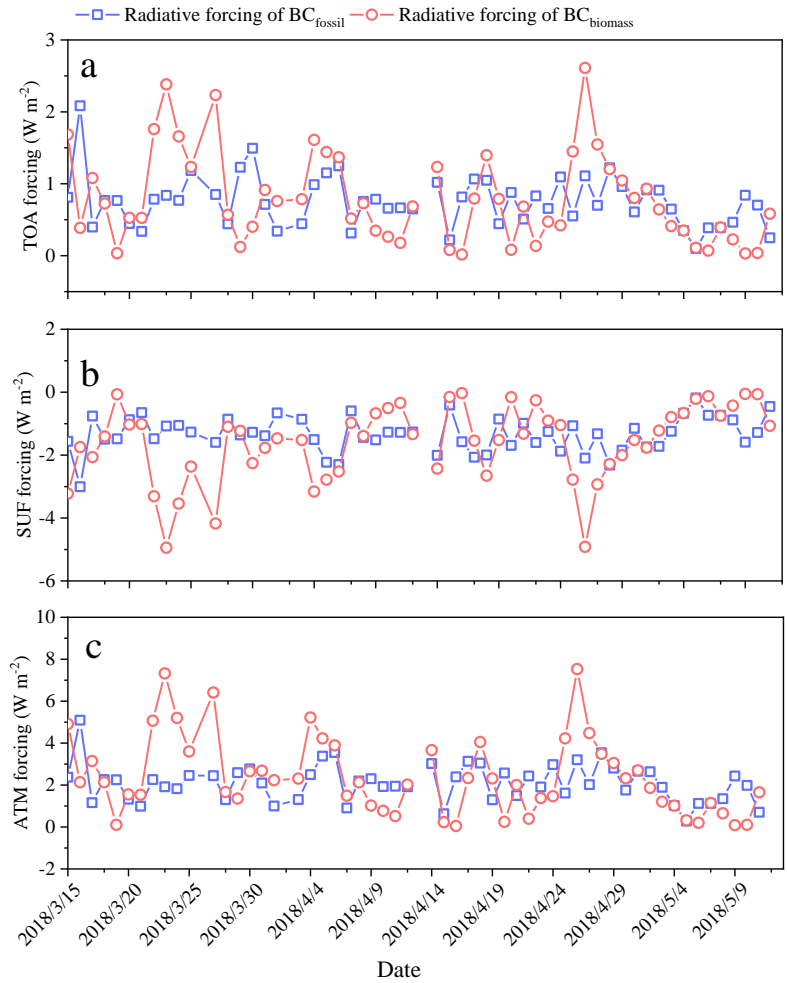 Radiative forcing of BCfossil Radiative forcing of BCbiomass
a
TOA forcing (W m-2)
3
2
1
0
b
SUF forcing (W m-2)
2
0
-2
-4
-6
c
ATM forcing (W m-2)
10
8
6
4
2
0
-2
2018/3/15 2018/3/20 2018/3/25 2018/3/30 2018/4/4 2018/4/9 2018/4/14 2018/4/19 2018/4/24 2018/4/29 2018/5/4 2018/5/9
Date